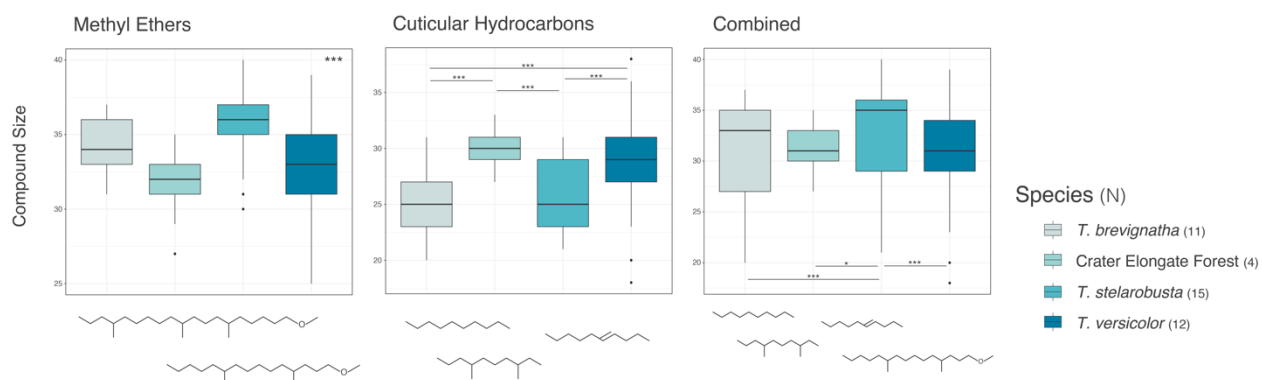 Methyl Ethers
Cuticular Hydrocarbons
Combined
Compound Size
40
35
30
25
***
35
30
25
20
***
***
***
***
40
35
30
25
20
*
***
***
O
O
O
Species (N)
T. brevignatha (11)
Crater Elongate Forest (4)
T. stelarobusta (15)
T. versicolor (12)